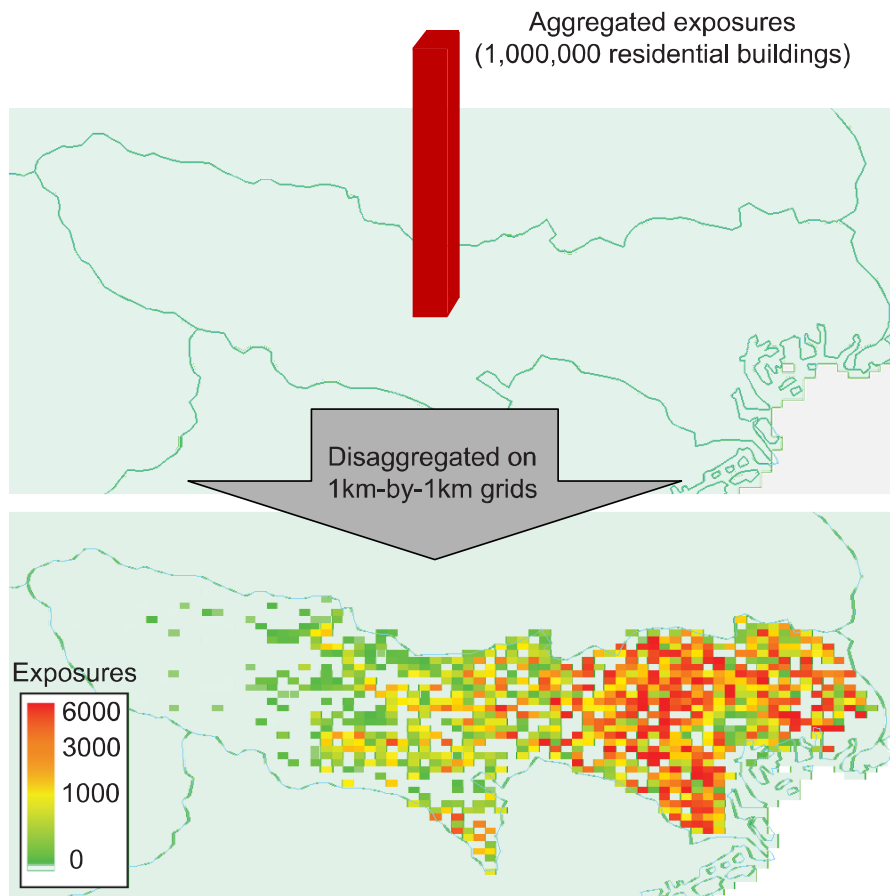 Aggregated exposures
(1,000,000 residential buildings)
Disaggregated on
1km-by-1km grids
Exposures
6000
3000
1000
0